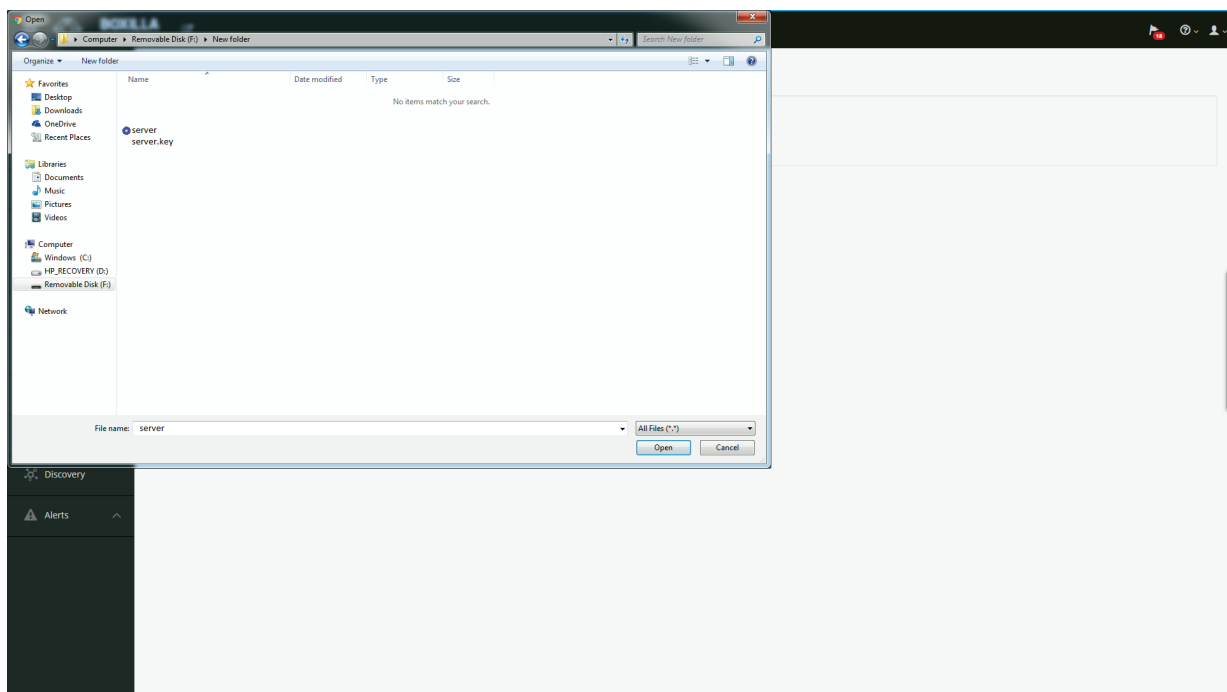 Open
BOXILLA
Computer ▸ Removable Disk (F:) ▸ New folder
Search New folder
18
Organize ▾ New folder
Favorites
Desktop
Downloads
OneDrive
Recent Places
Libraries
Documents
Music
Pictures
Videos
Computer
Windows (C:)
HP_RECOVERY (D:)
Removable Disk (F:)
Network
Name Date modified Type Size
No items match your search.
server
server.key
File name: server
All Files (*.*)
Open Cancel
Discovery
Alerts